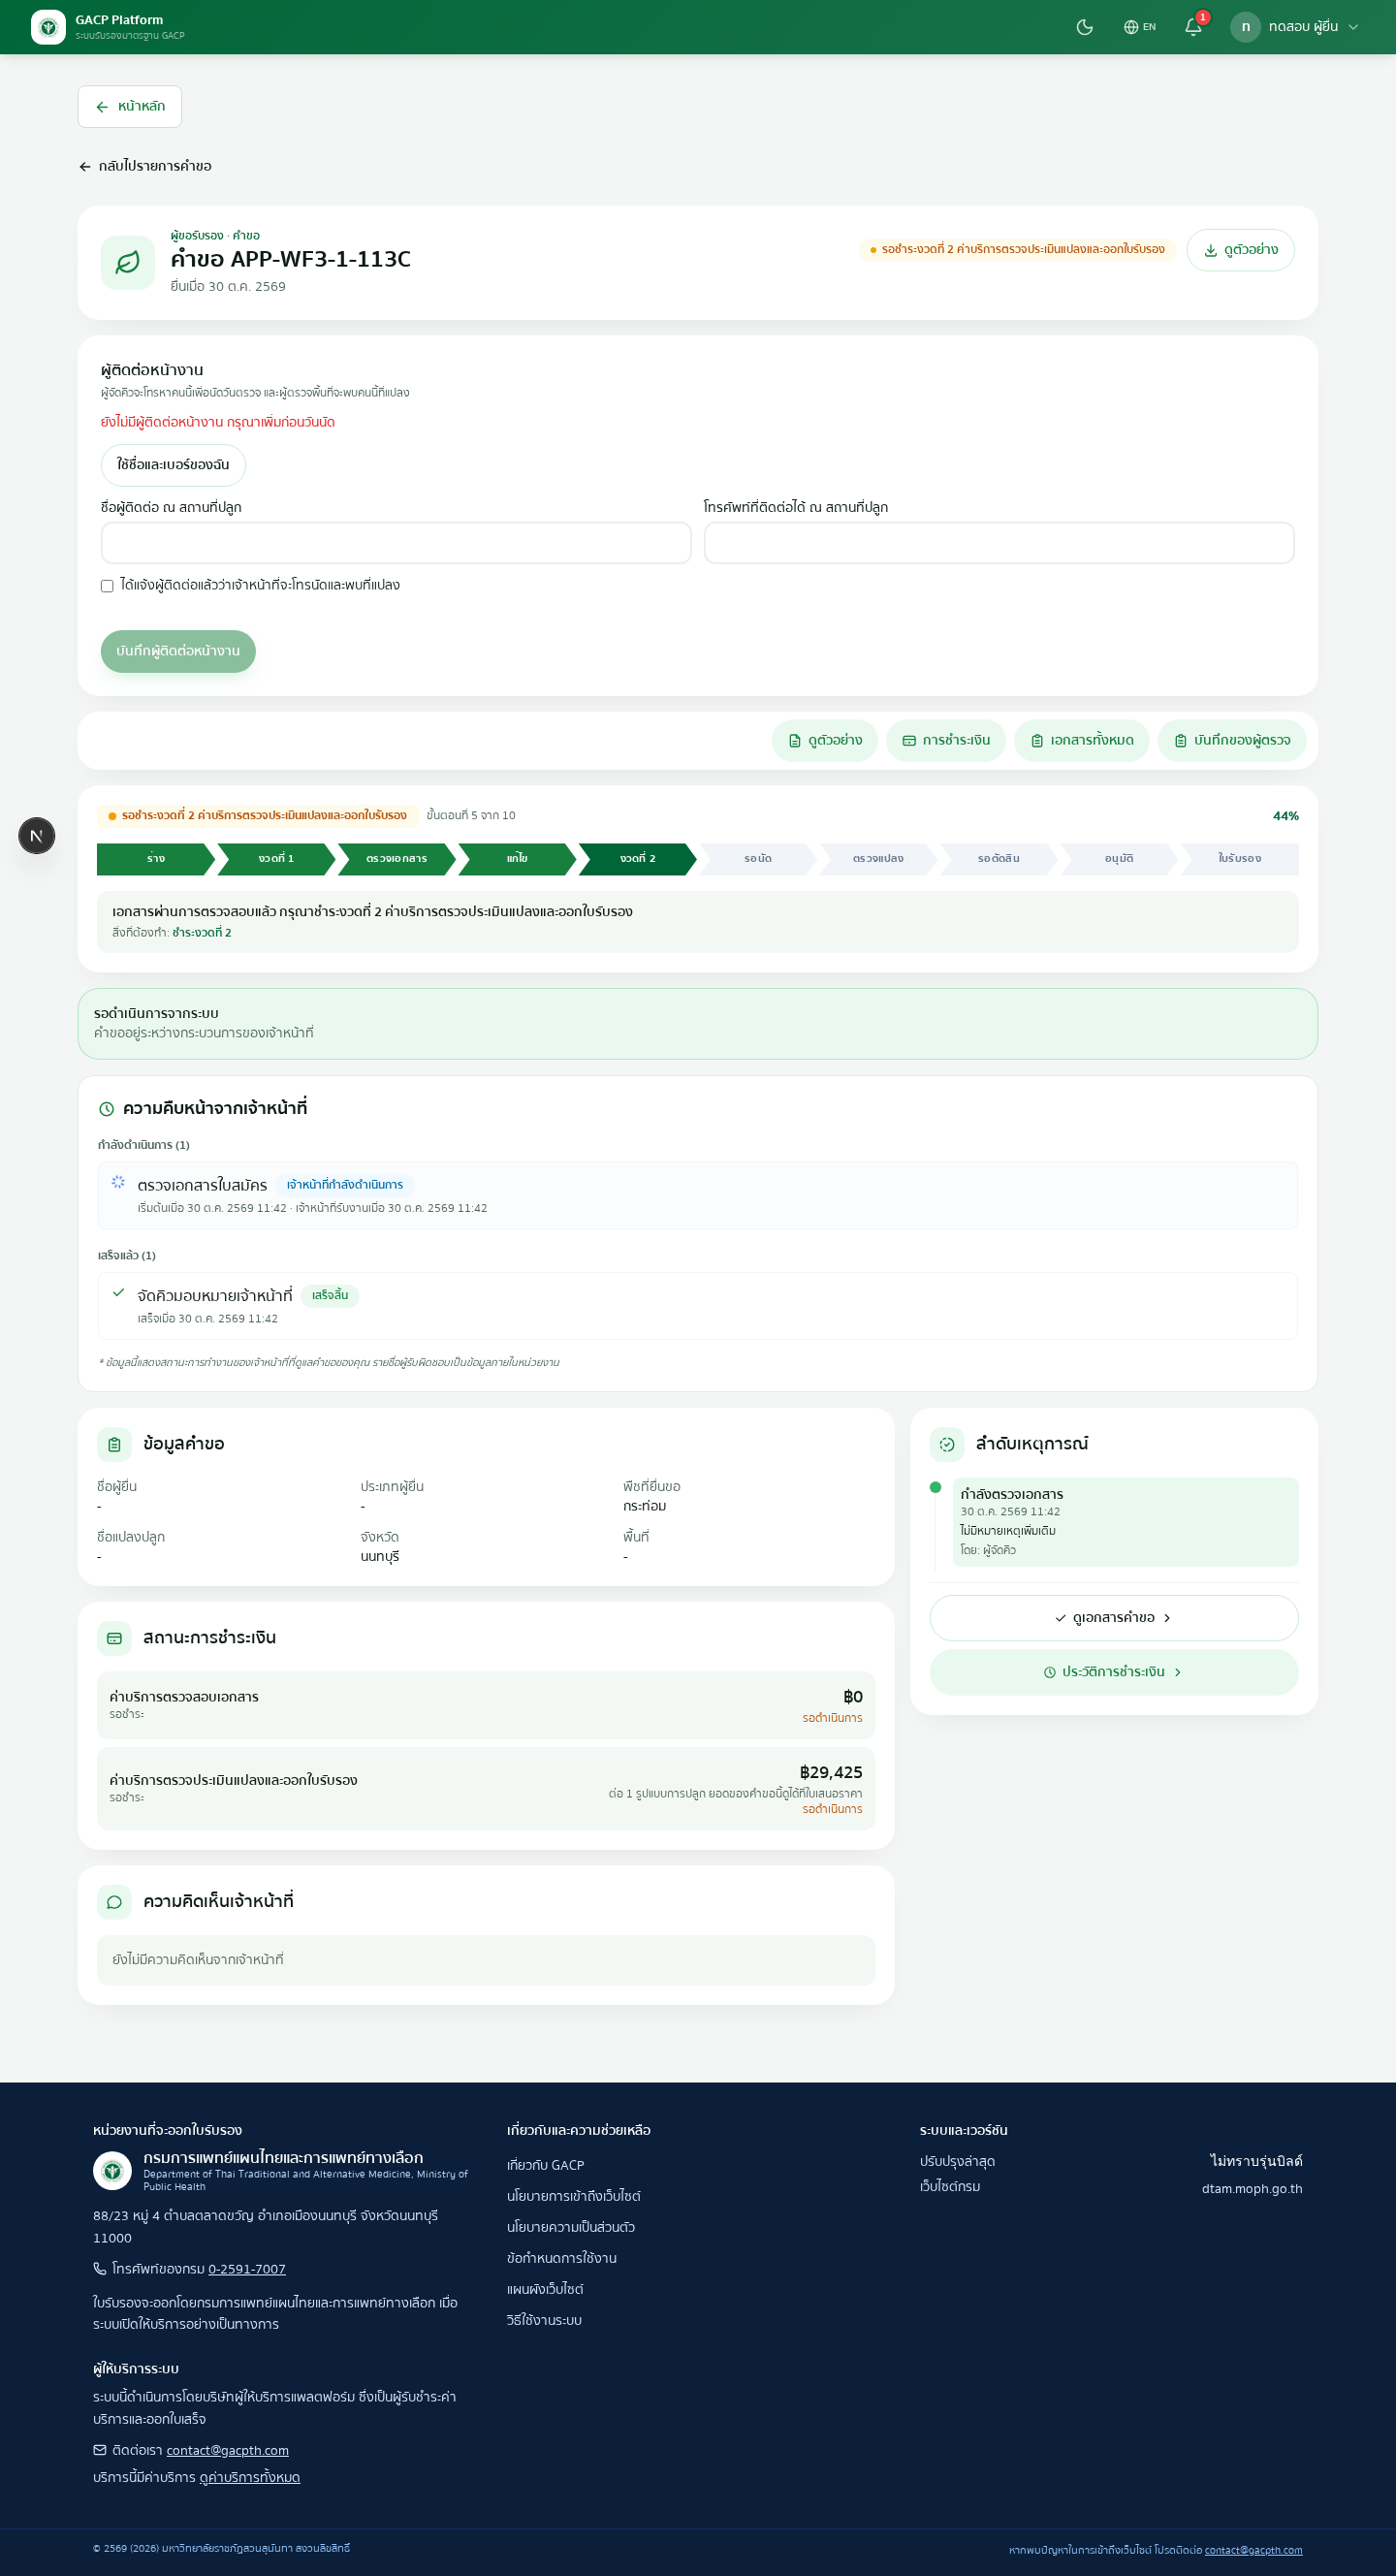 GACP Platform
ระบบรับรองมาตรฐาน GACP
EN
1
ท
ทดสอบ ผู้ยื่น
หน้าหลัก
กลับไปรายการคำขอ
ผู้ขอรับรอง · คำขอ
คำขอ APP-WF3-1-113C
ยื่นเมื่อ 30 ต.ค. 2569
รอชำระงวดที่ 2 ค่าบริการตรวจประเมินแปลงและออกใบรับรอง
ดูตัวอย่าง
ผู้ติดต่อหน้างาน
ผู้จัดคิวจะโทรหาคนนี้เพื่อนัดวันตรวจ และผู้ตรวจพื้นที่จะพบคนนี้ที่แปลง
ยังไม่มีผู้ติดต่อหน้างาน กรุณาเพิ่มก่อนวันนัด
ใช้ชื่อและเบอร์ของฉัน
ชื่อผู้ติดต่อ ณ สถานที่ปลูก
โทรศัพท์ที่ติดต่อได้ ณ สถานที่ปลูก
ได้แจ้งผู้ติดต่อแล้วว่าเจ้าหน้าที่จะโทรนัดและพบที่แปลง
บันทึกผู้ติดต่อหน้างาน
ดูตัวอย่าง
การชำระเงิน
เอกสารทั้งหมด
บันทึกของผู้ตรวจ
รอชำระงวดที่ 2 ค่าบริการตรวจประเมินแปลงและออกใบรับรอง
ขั้นตอนที่ 5 จาก 10
44%
ร่าง
งวดที่ 1
ตรวจเอกสาร
แก้ไข
งวดที่ 2
รอนัด
ตรวจแปลง
รอตัดสิน
อนุมัติ
ใบรับรอง
เอกสารผ่านการตรวจสอบแล้ว กรุณาชำระงวดที่ 2 ค่าบริการตรวจประเมินแปลงและออกใบรับรอง
สิ่งที่ต้องทำ: ชำระงวดที่ 2
รอดำเนินการจากระบบ
คำขออยู่ระหว่างกระบวนการของเจ้าหน้าที่
ความคืบหน้าจากเจ้าหน้าที่
กำลังดำเนินการ (1)
ตรวจเอกสารใบสมัคร
เจ้าหน้าที่กำลังดำเนินการ
เริ่มต้นเมื่อ 30 ต.ค. 2569 11:42 · เจ้าหน้าที่รับงานเมื่อ 30 ต.ค. 2569 11:42
เสร็จแล้ว (1)
จัดคิวมอบหมายเจ้าหน้าที่
เสร็จสิ้น
เสร็จเมื่อ 30 ต.ค. 2569 11:42
* ข้อมูลนี้แสดงสถานะการทำงานของเจ้าหน้าที่ที่ดูแลคำขอของคุณ รายชื่อผู้รับผิดชอบเป็นข้อมูลภายในหน่วยงาน
ข้อมูลคำขอ
ชื่อผู้ยื่น
ประเภทผู้ยื่น
พืชที่ยื่นขอ
-
-
กระท่อม
ชื่อแปลงปลูก
จังหวัด
พื้นที่
-
นนทบุรี
-
ลำดับเหตุการณ์
กำลังตรวจเอกสาร
30 ต.ค. 2569 11:42
ไม่มีหมายเหตุเพิ่มเติม
โดย: ผู้จัดคิว
ดูเอกสารคำขอ
ประวัติการชำระเงิน
สถานะการชำระเงิน
ค่าบริการตรวจสอบเอกสาร
รอชำระ
฿0
รอดำเนินการ
ค่าบริการตรวจประเมินแปลงและออกใบรับรอง
รอชำระ
฿29,425
ต่อ 1 รูปแบบการปลูก ยอดของคำขอนี้ดูได้ที่ใบเสนอราคา
รอดำเนินการ
ความคิดเห็นเจ้าหน้าที่
ยังไม่มีความคิดเห็นจากเจ้าหน้าที่
หน่วยงานที่จะออกใบรับรอง
กรมการแพทย์แผนไทยและการแพทย์ทางเลือก
Department of Thai Traditional and Alternative Medicine, Ministry of
Public Health
88/23 หมู่ 4 ตำบลตลาดขวัญ อำเภอเมืองนนทบุรี จังหวัดนนทบุรี
11000
โทรศัพท์ของกรม 0-2591-7007
ใบรับรองจะออกโดยกรมการแพทย์แผนไทยและการแพทย์ทางเลือก เมื่อ
ระบบเปิดให้บริการอย่างเป็นทางการ
ผู้ให้บริการระบบ
ระบบนี้ดำเนินการโดยบริษัทผู้ให้บริการแพลตฟอร์ม ซึ่งเป็นผู้รับชำระค่า
บริการและออกใบเสร็จ
ติดต่อเรา contact@gacpth.com
บริการนี้มีค่าบริการ ดูค่าบริการทั้งหมด
เกี่ยวกับและความช่วยเหลือ
เกี่ยวกับ GACP
นโยบายการเข้าถึงเว็บไซต์
นโยบายความเป็นส่วนตัว
ข้อกำหนดการใช้งาน
แผนผังเว็บไซต์
วิธีใช้งานระบบ
ระบบและเวอร์ชัน
ปรับปรุงล่าสุด
ไม่ทราบรุ่นบิลด์
เว็บไซต์กรม
dtam.moph.go.th
© 2569 (2026) มหาวิทยาลัยราชภัฏสวนสุนันทา สงวนลิขสิทธิ์
หากพบปัญหาในการเข้าถึงเว็บไซต์ โปรดติดต่อ contact@gacpth.com